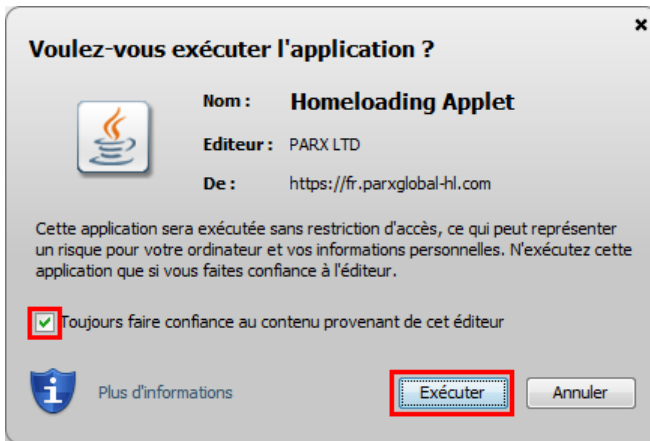 Voulez-vous exécuter l'application ?
Nom : Homeloading Applet
Editeur : PARX LTD
De : https://fr.parxglobal-hl.com
Cette application sera exécutée sans restriction d'accès, ce qui peut représenter
un risque pour votre ordinateur et vos informations personnelles. N'exécutez cette
application que si vous faites confiance à l'éditeur.
Toujours faire confiance au contenu provenant de cet éditeur
Plus d'informations
Exécuter
Annuler